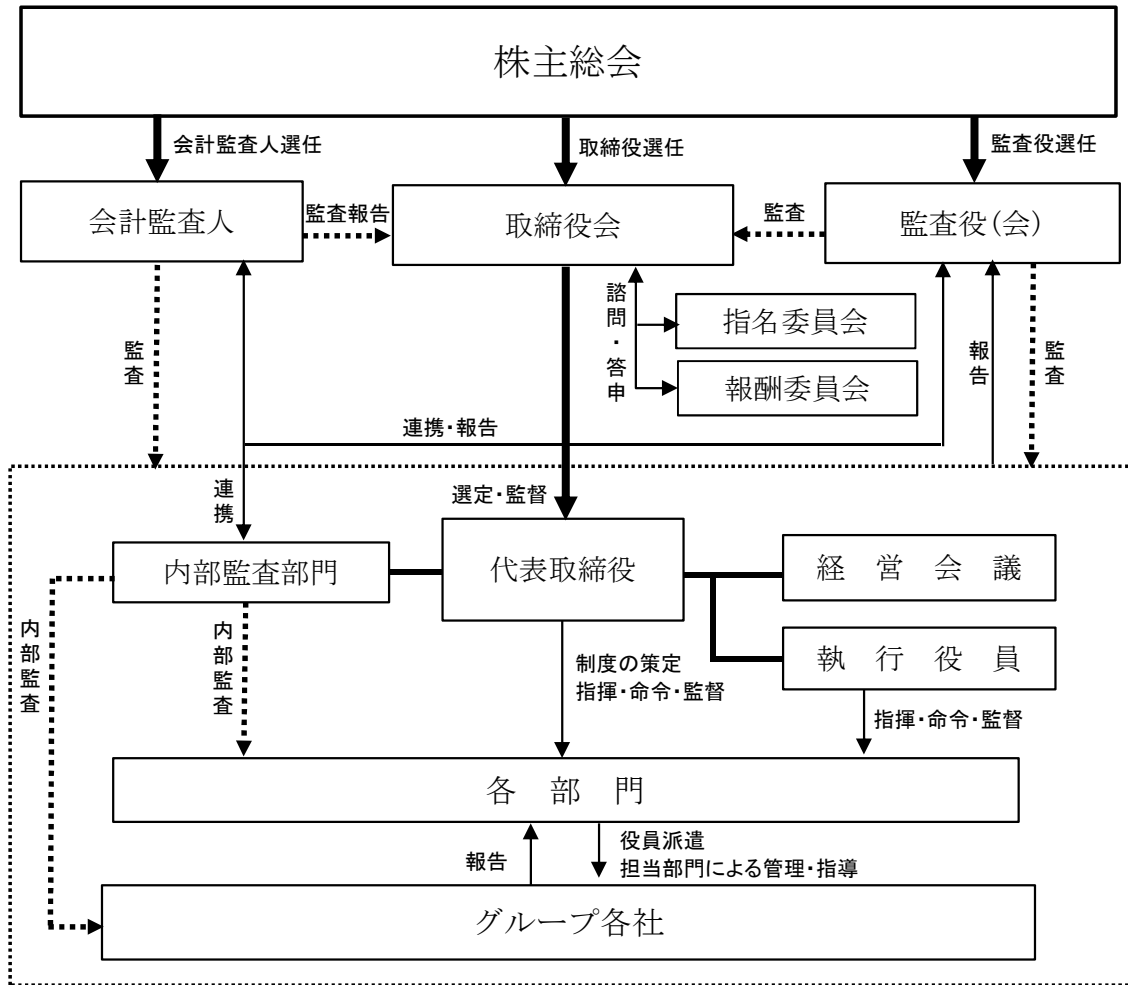 株主総会
会計監査人選任
取締役選任
監査役選任
会計監査人
監査報告
取締役会
監査
監査役(会)
諮問・答申
指名委員会
報酬委員会
監査
報告
監査
連携・報告
連携
選定・監督
内部監査部門
代表取締役
経 営 会 議
執 行 役 員
内部監査
内部監査
制度の策定
指揮・命令・監督
指揮・命令・監督
各 部 門
報告
役員派遣
担当部門による管理・指導
グループ各社